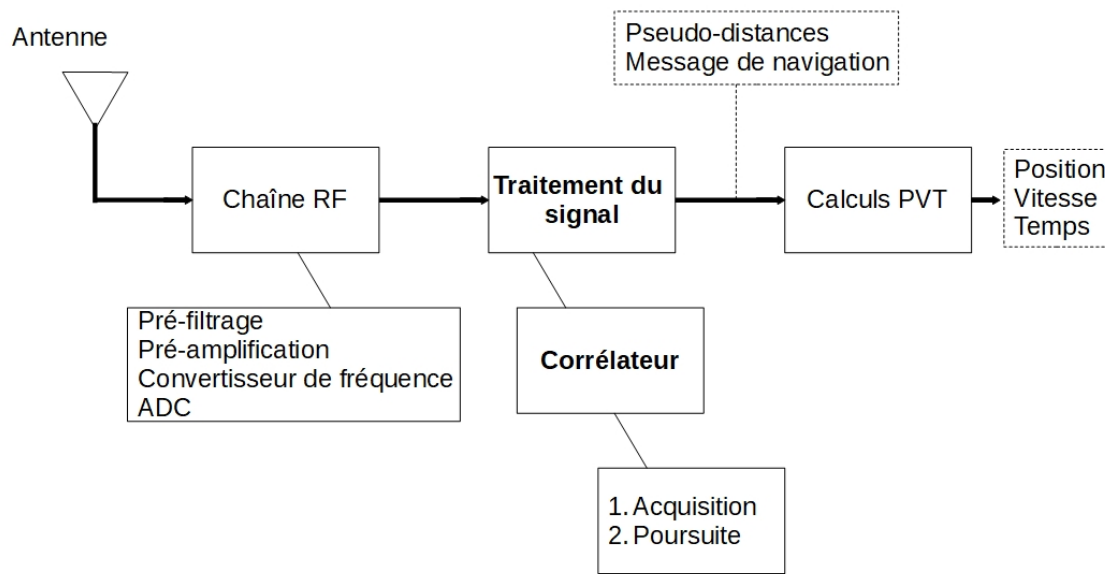 Antenne
Pseudo-distances
Message de navigation
Chaîne RF
Traitement du
signal
Calculs PVT
Position
Vitesse
Temps
Pré-filtrage
Pré-amplification
Convertisseur de fréquence
ADC
Corrélateur
1. Acquisition
2. Poursuite